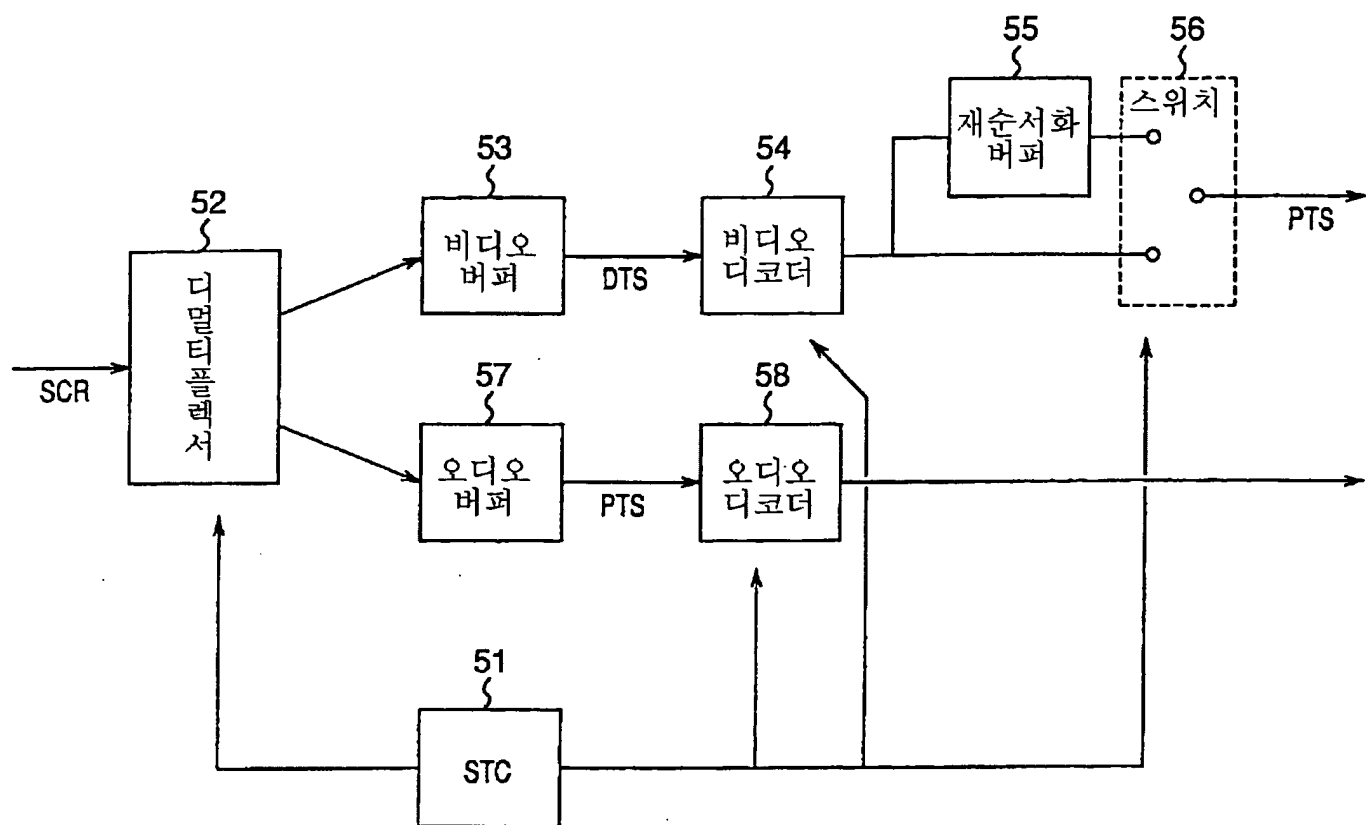 55
56
재순서화
버퍼
스위치
53
54
52
비디오
버퍼
DTS
비디오
디코더
PTS
디멀티플렉서
SCR
57
58
오디오
버퍼
PTS
오디오
디코더
51
STC